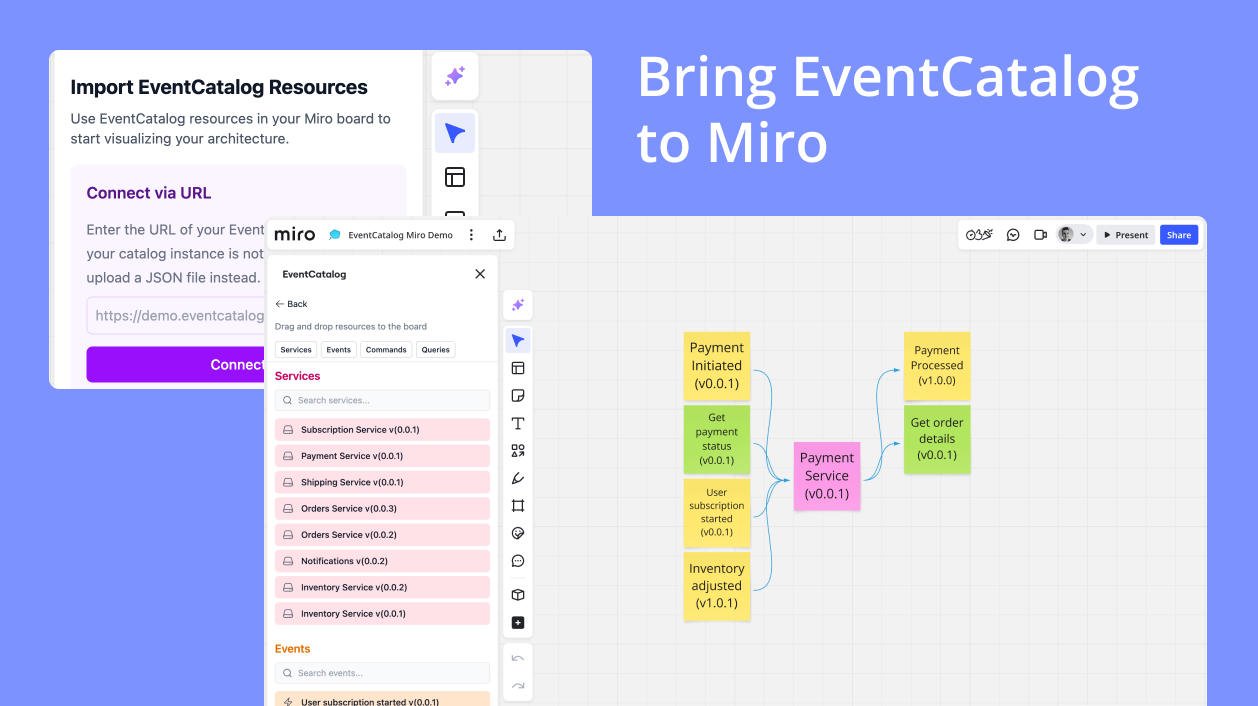 Bring EventCatalog
to Miro
Import EventCatalog Resources
Use EventCatalog resources in your Miro board to
start visualizing your architecture.
Connect via URL
Enter the URL of your Event
your catalog instance is not
upload a JSON file instead.
https://demo.eventcatalog
Connect
miro
EventCatalog Miro Demo
Present
Share
EventCatalog
Back
Drag and drop resources to the board
Services
Events
Commands
Queries
Services
Search services...
Subscription Service v(0.0.1)
Payment Service v(0.0.1)
Shipping Service v(0.0.1)
Orders Service v(0.0.3)
Orders Service v(0.0.2)
Notifications v(0.0.2)
Inventory Service v(0.0.2)
Inventory Service v(0.0.1)
Events
Search events...
User subscription started v(0.0.1)
Payment
Initiated
(v0.0.1)
Get
payment
status
(v0.0.1)
User
subscription
started
(v0.0.1)
Inventory
adjusted
(v1.0.1)
Payment
Service
(v0.0.1)
Payment
Processed
(v1.0.0)
Get order
details
(v0.0.1)